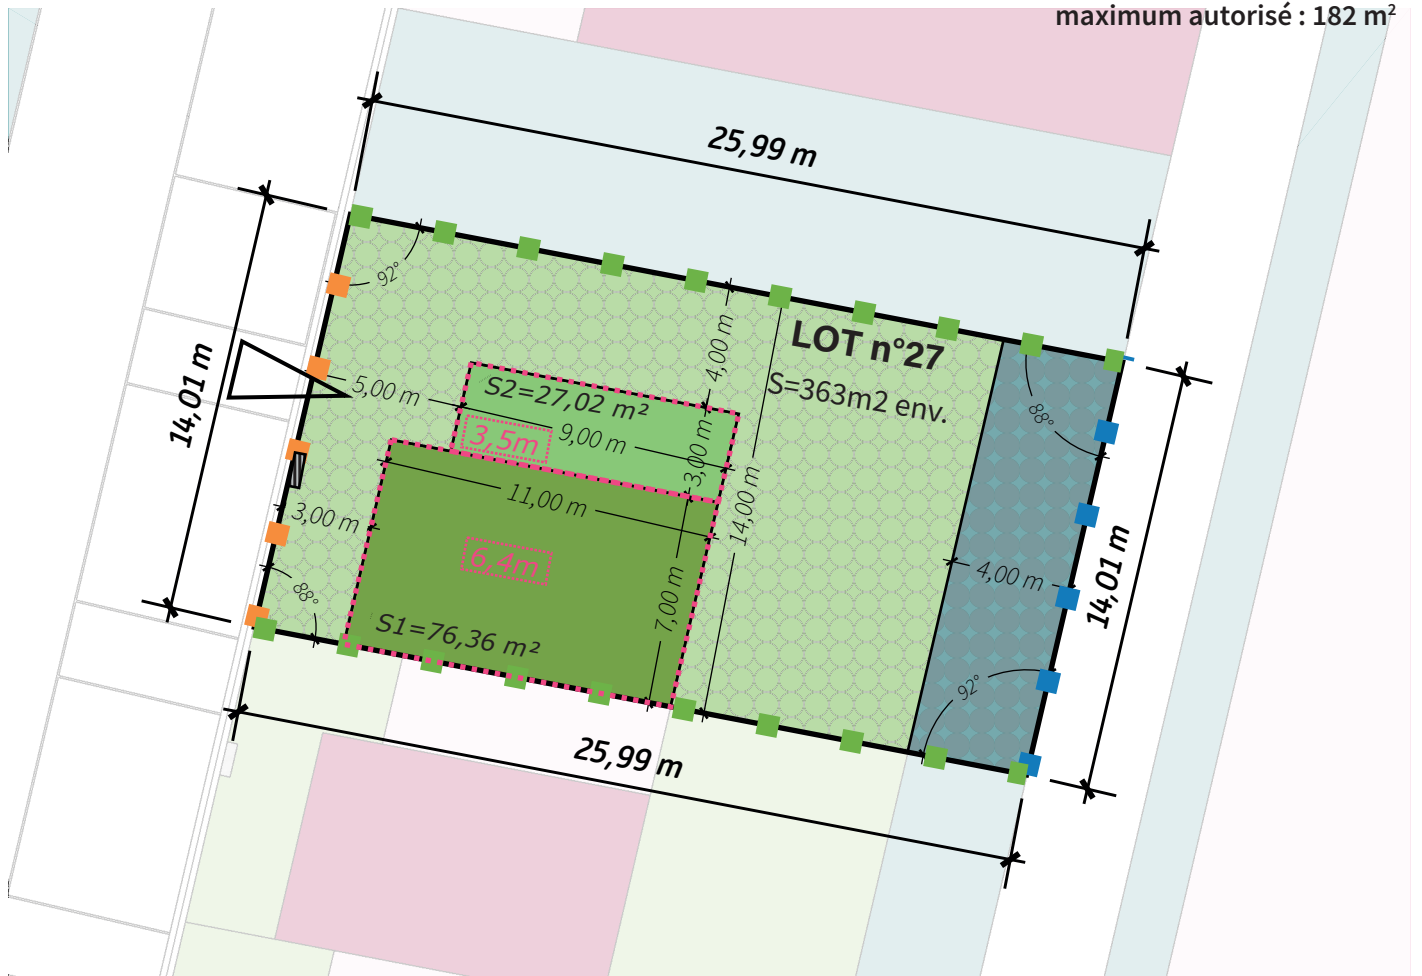 maximum autorisé : 182 m²
25,99 m
92°
14,01 m
4,00 m
LOT n°27
S=363m2 env.
5,00 m
S2=27,02 m²
3,5m
9,00 m
3,00 m
88°
14,00 m
11,00 m
3,00 m
6,4m
4,00 m
14,01 m
88°
7,00 m
S1=76,36 m²
92°
25,99 m